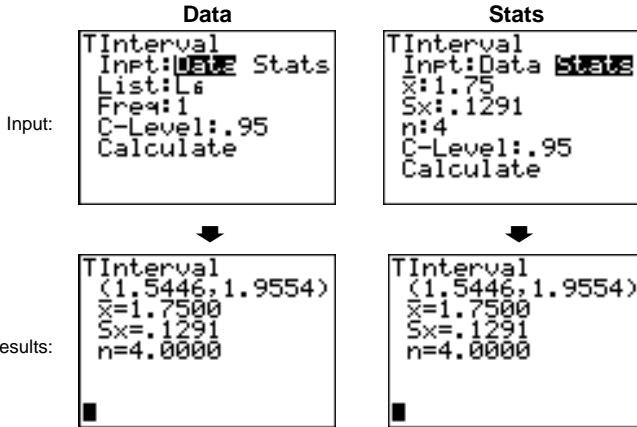 Data
TInterval
Inpt:Data Stats
List:L6
Freq:1
C-Level:.95
Calculate
Stats
TInterval
Inpt:Data Stats
x̄:1.75
Sx:.1291
n:4
C-Level:.95
Calculate
Input:
TInterval
(1.5446,1.9554)
x̄=1.7500
Sx=.1291
n=4.0000
TInterval
(1.5446,1.9554)
x̄=1.7500
Sx=.1291
n=4.0000
esults: